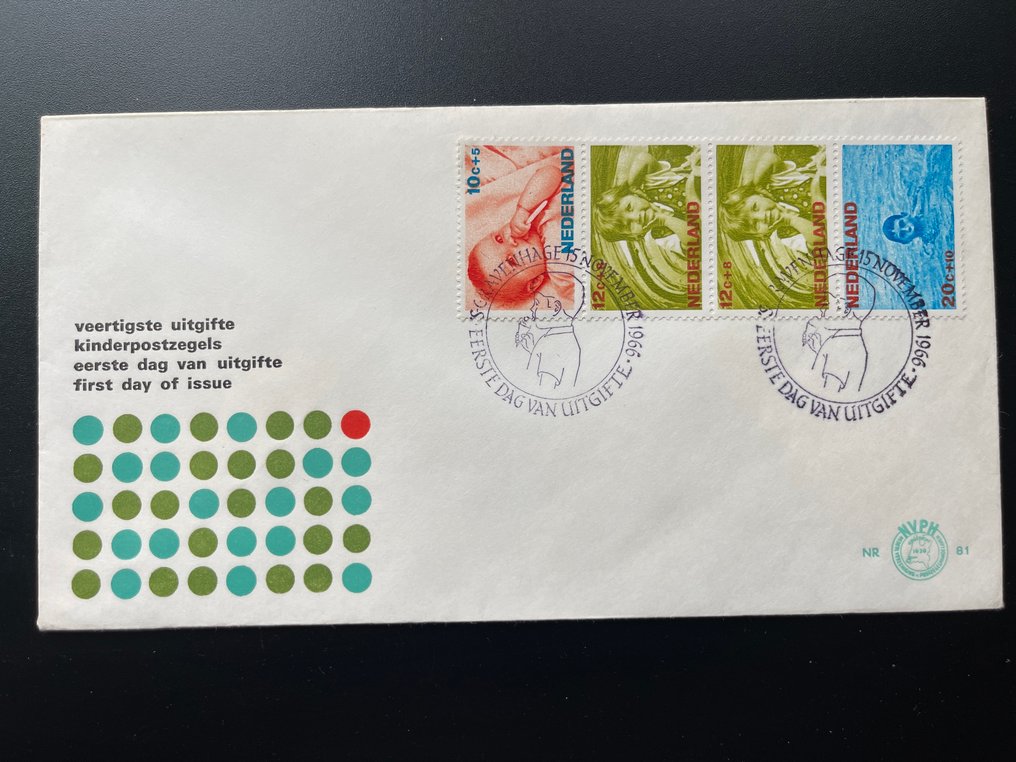 10c+5
NEDERLAND
12c+8
NEDERLAND
12c+8
NEDERLAND
20c+10
NEDERLAND
'S-GRAVENHAGE 15 NOVEMBER 1966 · EERSTE DAG VAN UITGIFTE ·
'S-GRAVENHAGE 15 NOVEMBER 1966 · EERSTE DAG VAN UITGIFTE ·
veertigste uitgifte
kinderpostzegels
eerste dag van uitgifte
first day of issue
NR
NVPH
81